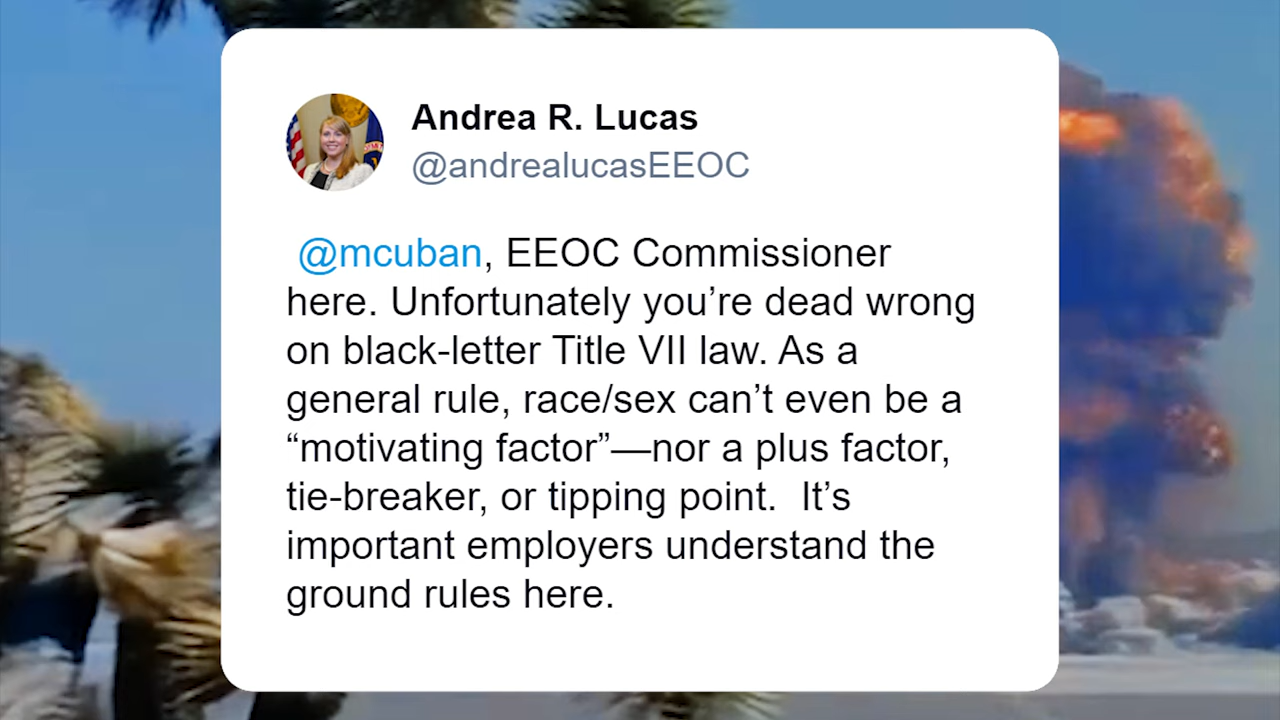 Andrea R. Lucas
@andrealucasEEOC
@mcuban, EEOC Commissioner
here. Unfortunately you’re dead wrong
on black-letter Title VII law. As a
general rule, race/sex can’t even be a
“motivating factor”—nor a plus factor,
tie-breaker, or tipping point.  It’s
important employers understand the
ground rules here.